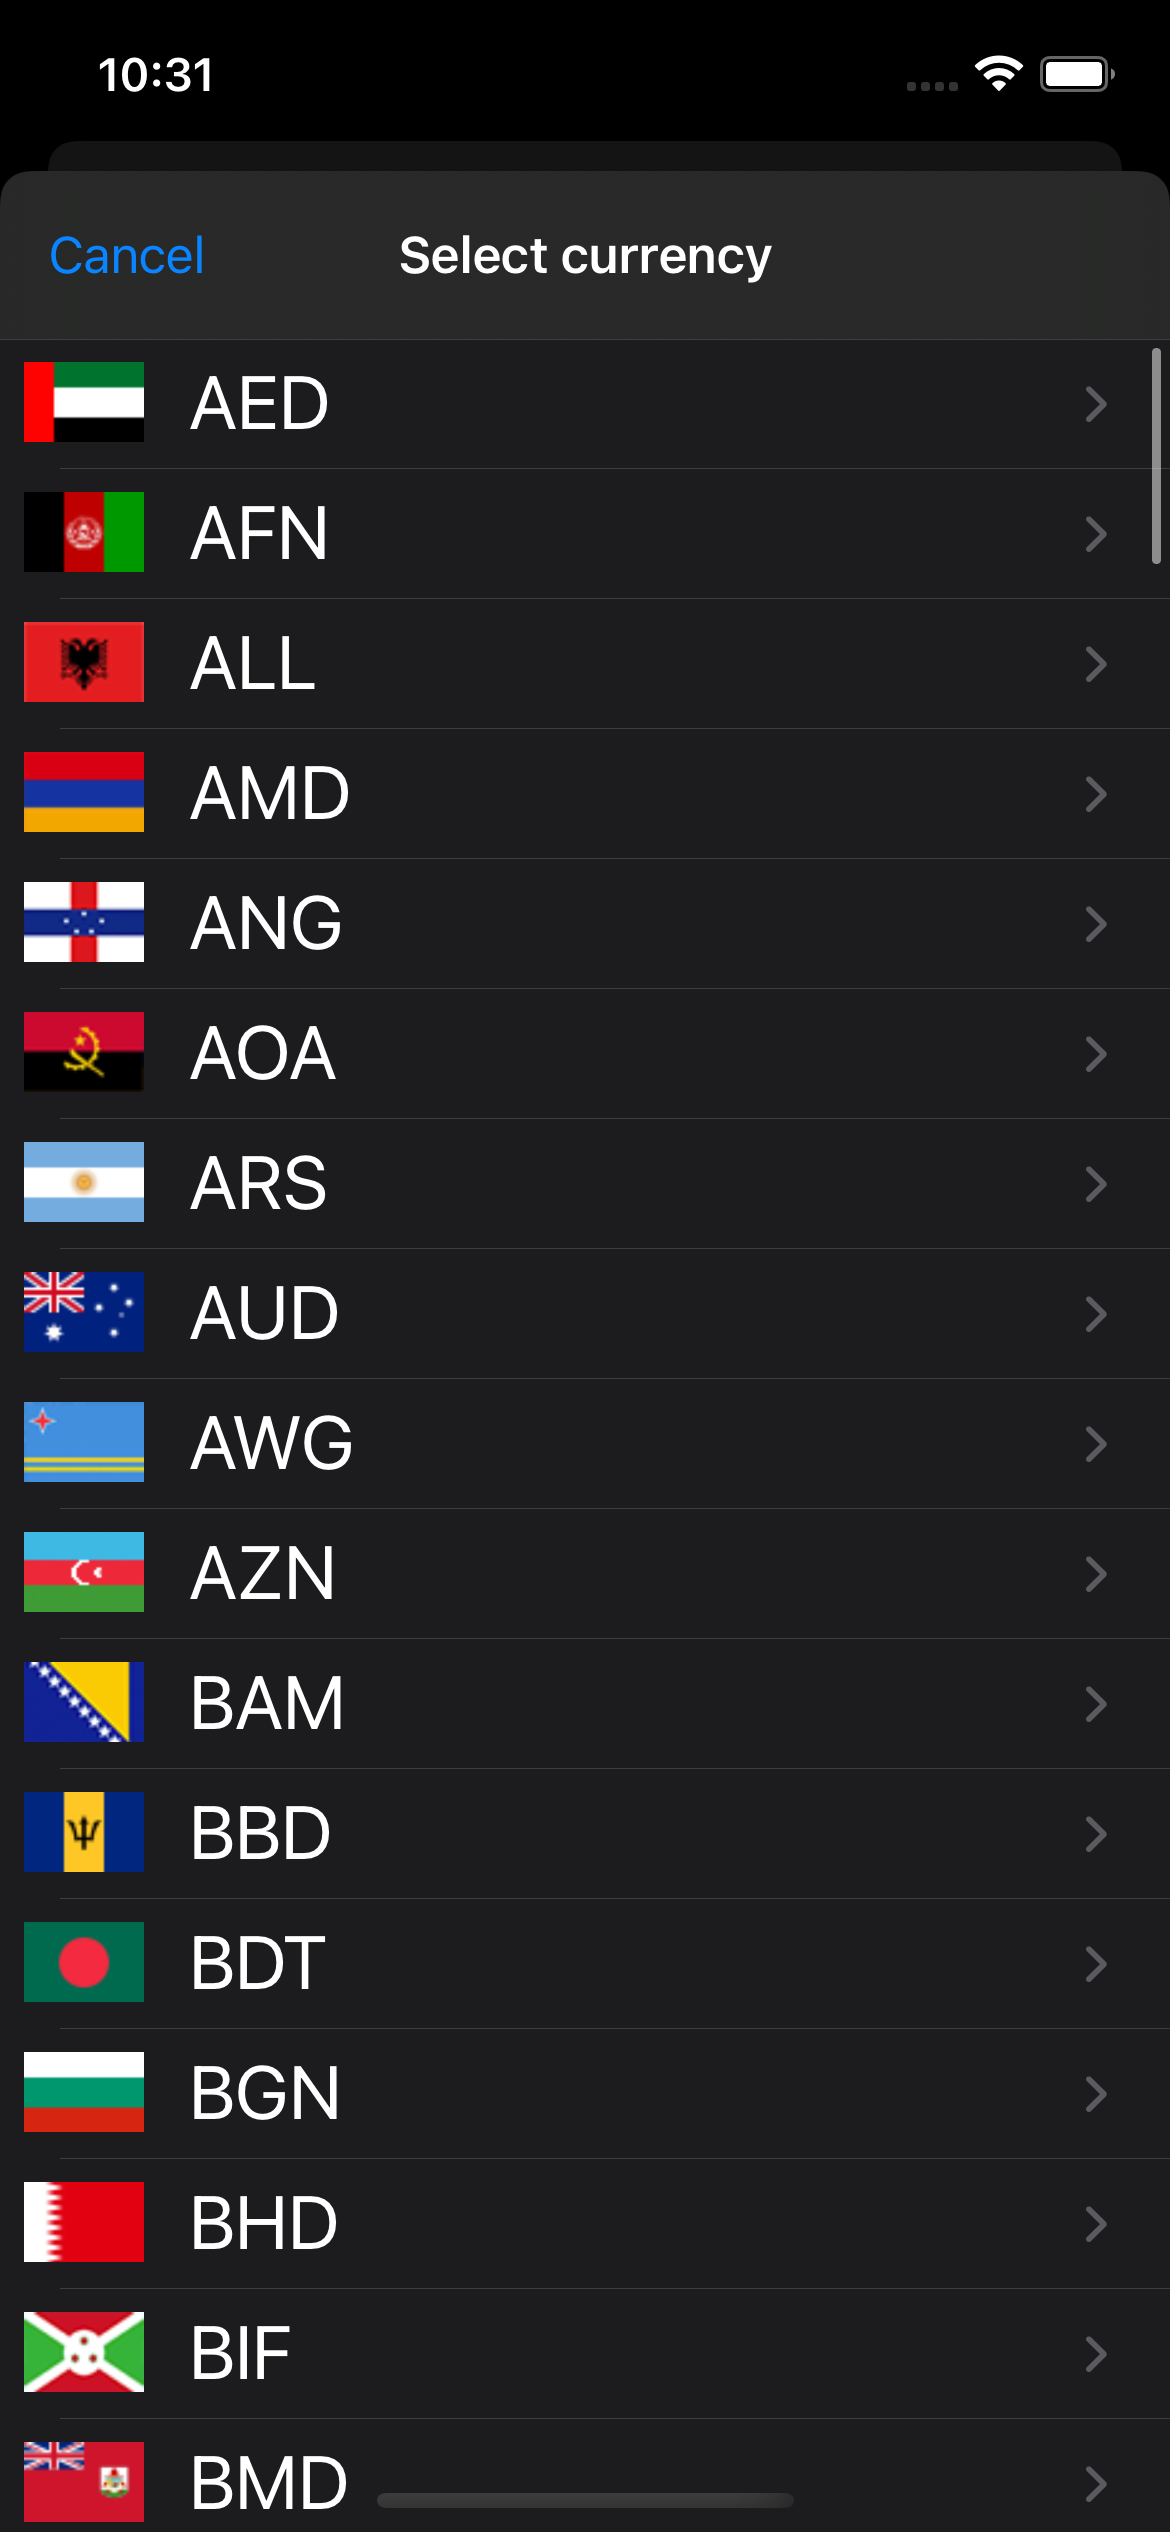 10:31
Cancel Select currency
AED
AFN
ALL
AMD
ANG
AOA
ARS
AUD
AWG
AZN
BAM
BBD
BDT
BGN
BHD
BIF
BMD